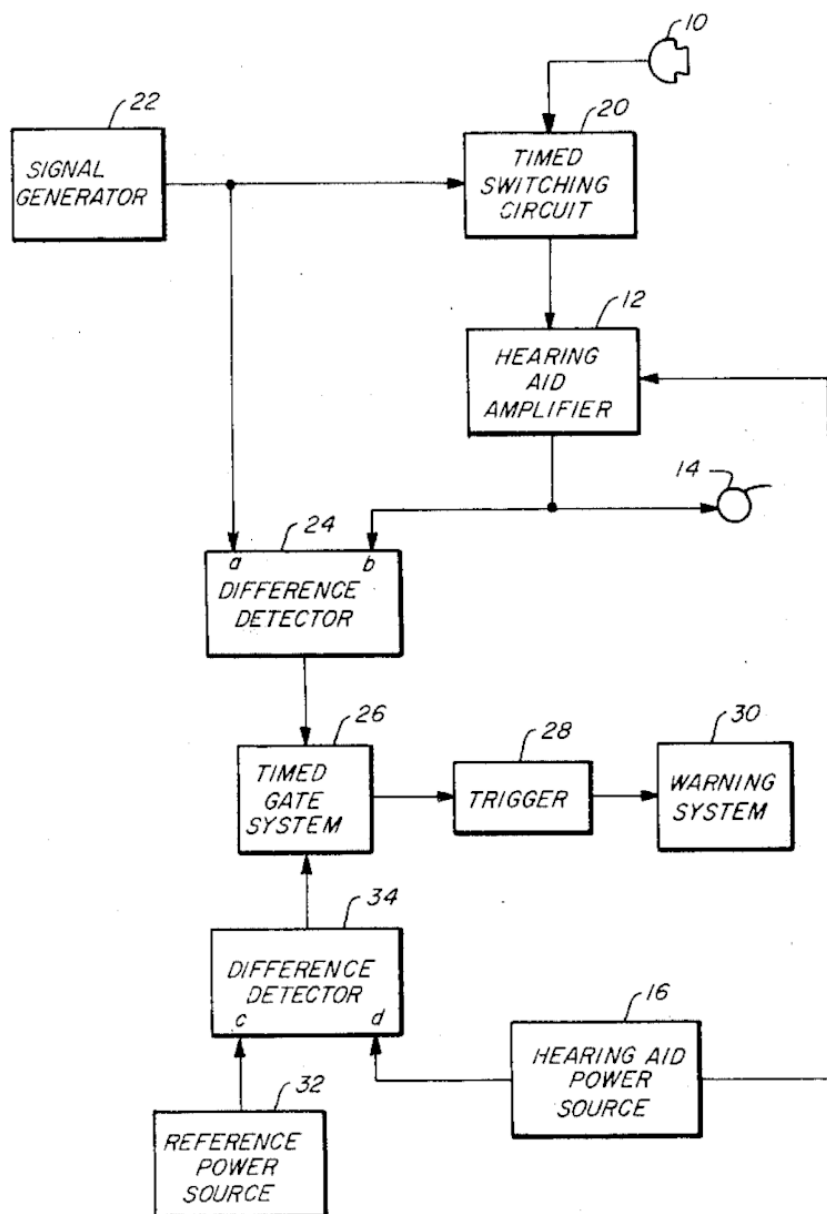 10
22
SIGNAL
GENERATOR
20
TIMED
SWITCHING
CIRCUIT
12
HEARING
AID
AMPLIFIER
14
24
a b
DIFFERENCE
DETECTOR
26
TIMED
GATE
SYSTEM
28
TRIGGER
30
WARNING
SYSTEM
34
DIFFERENCE
DETECTOR
c d
16
HEARING AID
POWER
SOURCE
32
REFERENCE
POWER
SOURCE